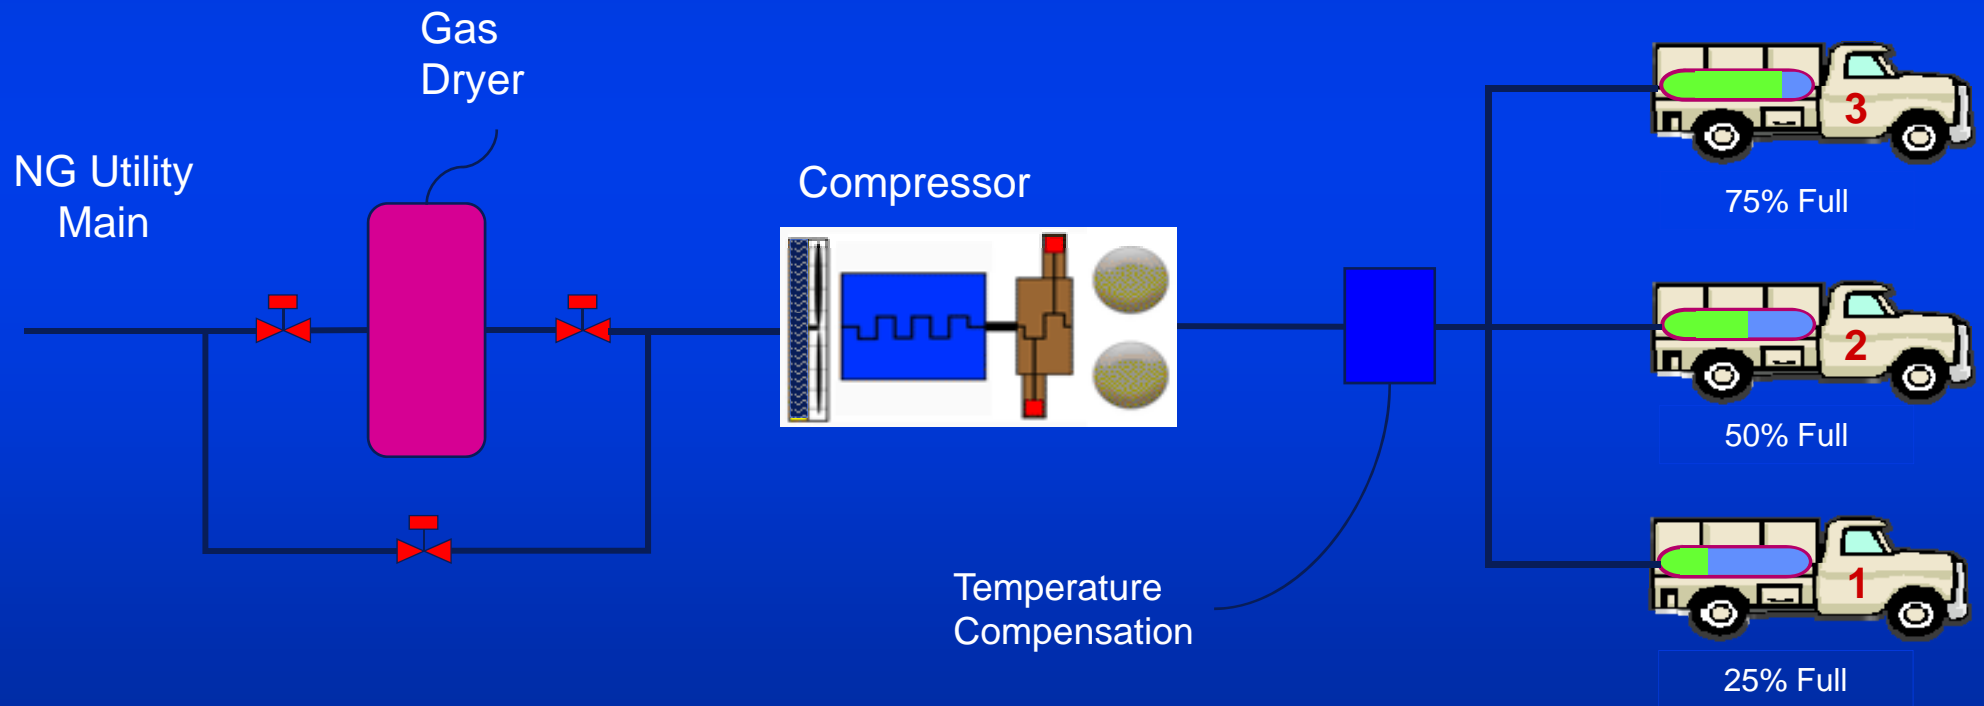 Gas
Dryer
NG Utility
Main
Compressor
Temperature
Compensation
3
75% Full
2
50% Full
1
25% Full